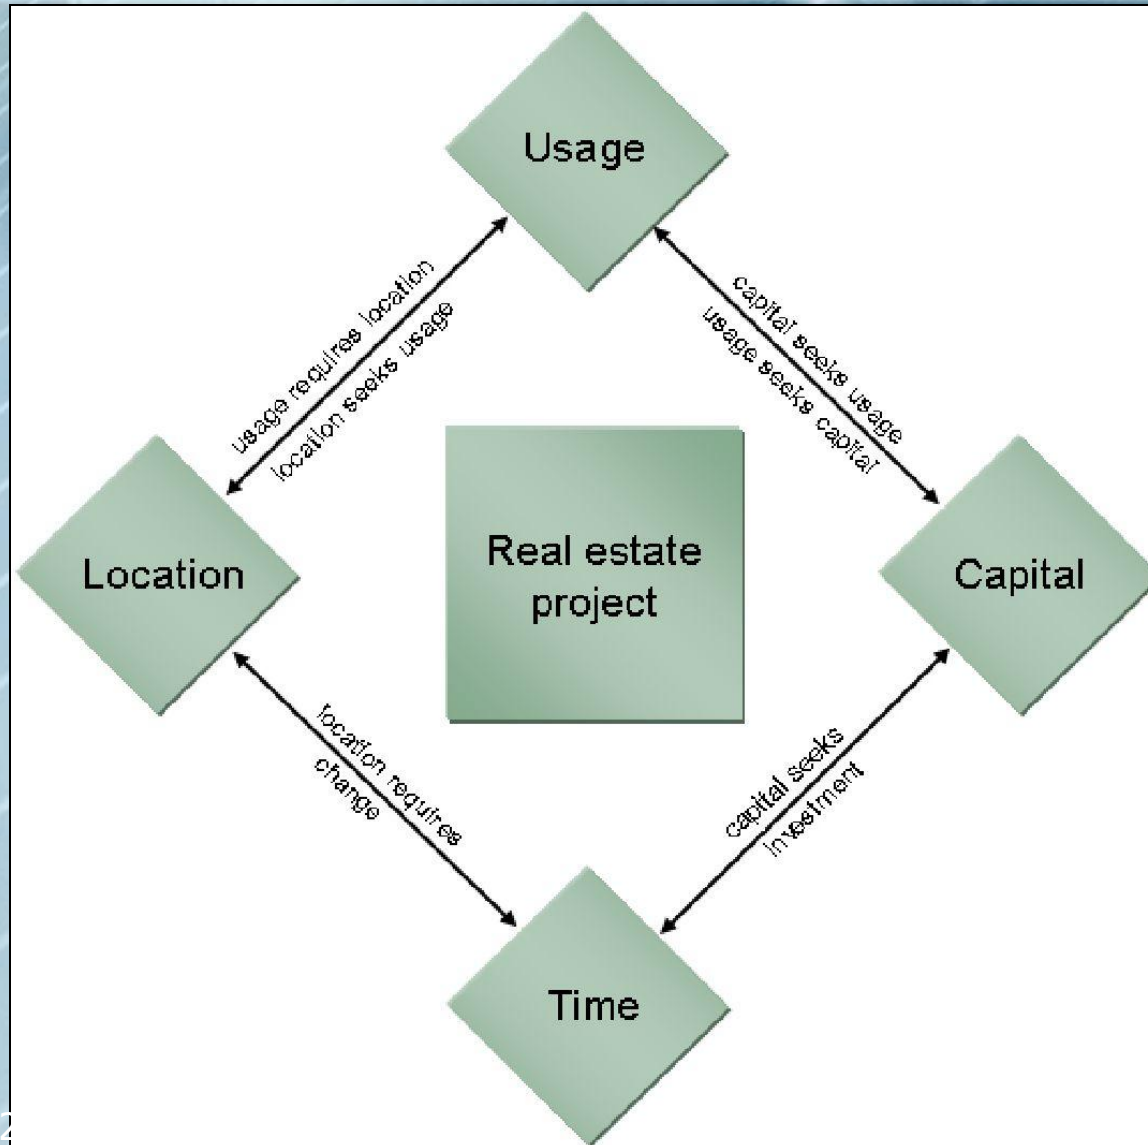 Usage
usage requires location
location seeks usage
capital seeks usage
usage seeks capital
Location
Real estate
project
Capital
location requires
change
capital seeks
investment
Time
2